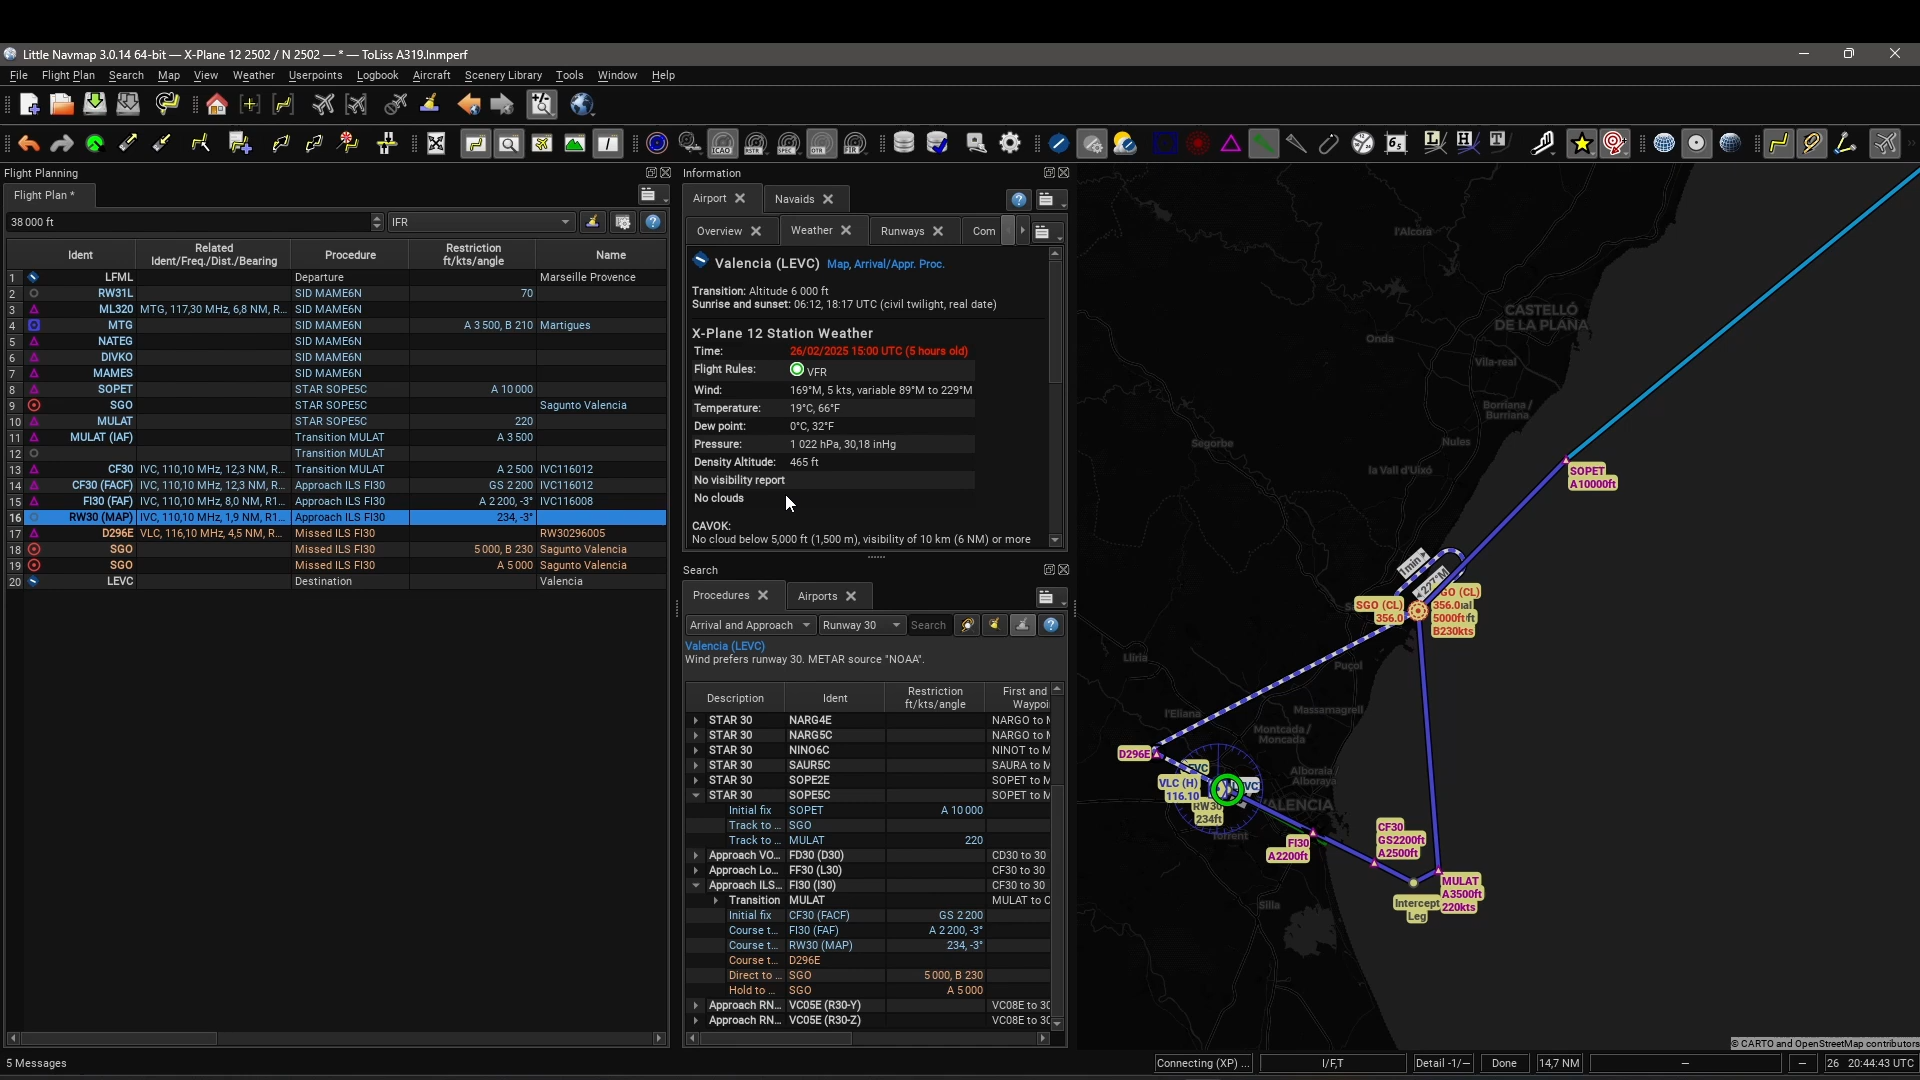 Little Navmap 3.0.14 64-bit — X-Plane 12 2502 / N 2502 — * — ToLiss A319.lnmperf
File Flight Plan Search Map View Weather Userpoints Logbook Aircraft Scenery Library Tools Window Help
ICAO RSTR SPEC OTR FIR
Flight Planning
Flight Plan *
38 000 ft IFR
Ident Related Ident/Freq./Dist./Bearing Procedure Restriction ft/kts/angle Name
1 LFML Departure Marseille Provence
2 RW31L SID MAME6N 70
3 ML320 MTG, 117,30 MHz, 6,8 NM, R... SID MAME6N
4 MTG SID MAME6N A 3 500, B 210 Martigues
5 NATEG SID MAME6N
6 DIVKO SID MAME6N
7 MAMES SID MAME6N
8 SOPET STAR SOPE5C A 10 000
9 SGO STAR SOPE5C Sagunto Valencia
10 MULAT STAR SOPE5C 220
11 MULAT (IAF) Transition MULAT A 3 500
12 Transition MULAT
13 CF30 IVC, 110,10 MHz, 12,3 NM, R... Transition MULAT A 2 500 IVC116012
14 CF30 (FACF) IVC, 110,10 MHz, 12,3 NM, R... Approach ILS FI30 GS 2 200 IVC116012
15 FI30 (FAF) IVC, 110,10 MHz, 8,0 NM, R1... Approach ILS FI30 A 2 200, -3° IVC116008
16 RW30 (MAP) IVC, 110,10 MHz, 1,9 NM, R1... Approach ILS FI30 234, -3°
17 D296E VLC, 116,10 MHz, 4,5 NM, R... Missed ILS FI30 RW30296005
18 SGO Missed ILS FI30 5 000, B 230 Sagunto Valencia
19 SGO Missed ILS FI30 A 5 000 Sagunto Valencia
20 LEVC Destination Valencia
Information
Airport Navaids
Overview Weather Runways Com
Valencia (LEVC) Map, Arrival/Appr. Proc.
Transition: Altitude 6 000 ft
Sunrise and sunset: 06:12, 18:17 UTC (civil twilight, real date)
X-Plane 12 Station Weather
Time: 26/02/2025 15:00 UTC (5 hours old)
Flight Rules: VFR
Wind: 169°M, 5 kts, variable 89°M to 229°M
Temperature: 19°C, 66°F
Dew point: 0°C, 32°F
Pressure: 1 022 hPa, 30,18 inHg
Density Altitude: 465 ft
No visibility report
No clouds
CAVOK:
No cloud below 5,000 ft (1,500 m), visibility of 10 km (6 NM) or more
Search
Procedures Airports
Arrival and Approach Runway 30 Search
Valencia (LEVC)
Wind prefers runway 30. METAR source "NOAA".
Description Ident Restriction ft/kts/angle First and Waypoi
STAR 30 NARG4E NARGO to M
STAR 30 NARG5C NARGO to M
STAR 30 NINO6C NINOT to M
STAR 30 SAUR5C SAURA to M
STAR 30 SOPE2E SOPET to M
STAR 30 SOPE5C SOPET to M
Initial fix SOPET A 10 000
Track to ... SGO
Track to ... MULAT 220
Approach VO... FD30 (D30) CD30 to 30
Approach Lo... FF30 (L30) CF30 to 30
Approach ILS... FI30 (I30) CF30 to 30
Transition MULAT MULAT to C
Initial fix CF30 (FACF) GS 2 200
Course t... FI30 (FAF) A 2 200, -3°
Course t... RW30 (MAP) 234, -3°
Course t... D296E
Direct to ... SGO 5 000, B 230
Hold to ... SGO A 5 000
Approach RN... VC05E (R30-Y) VC08E to 30
Approach RN... VC05E (R30-Z) VC08E to 30
l'Alcora
CASTELLÓ
DE LA PLANA
Onda
Vila-real
Borriana /
Burriana
Nules
Segorbe
la Vall d'Uixó
SOPET
A10000ft
1min
227°M
SGO (CL)
356.0
GO (CL)
356.0
5000ft
B230kts
Llíria
Puçol
l'Eliana
Massamagrell
Montcada /
Moncada
D296E
Alboraia
Alboraya
VLC (H)
116.10
VALENCIA
RW30
234ft
Torrent
FI30
A2200ft
CF30
GS2200ft
A2500ft
MULAT
A3500ft
220kts
Intercept
Leg
Silla
© CARTO and OpenStreetMap contributors
5 Messages Connecting (XP) ... I/F,T Detail -1/— Done 14,7 NM — — 26 20:44:43 UTC